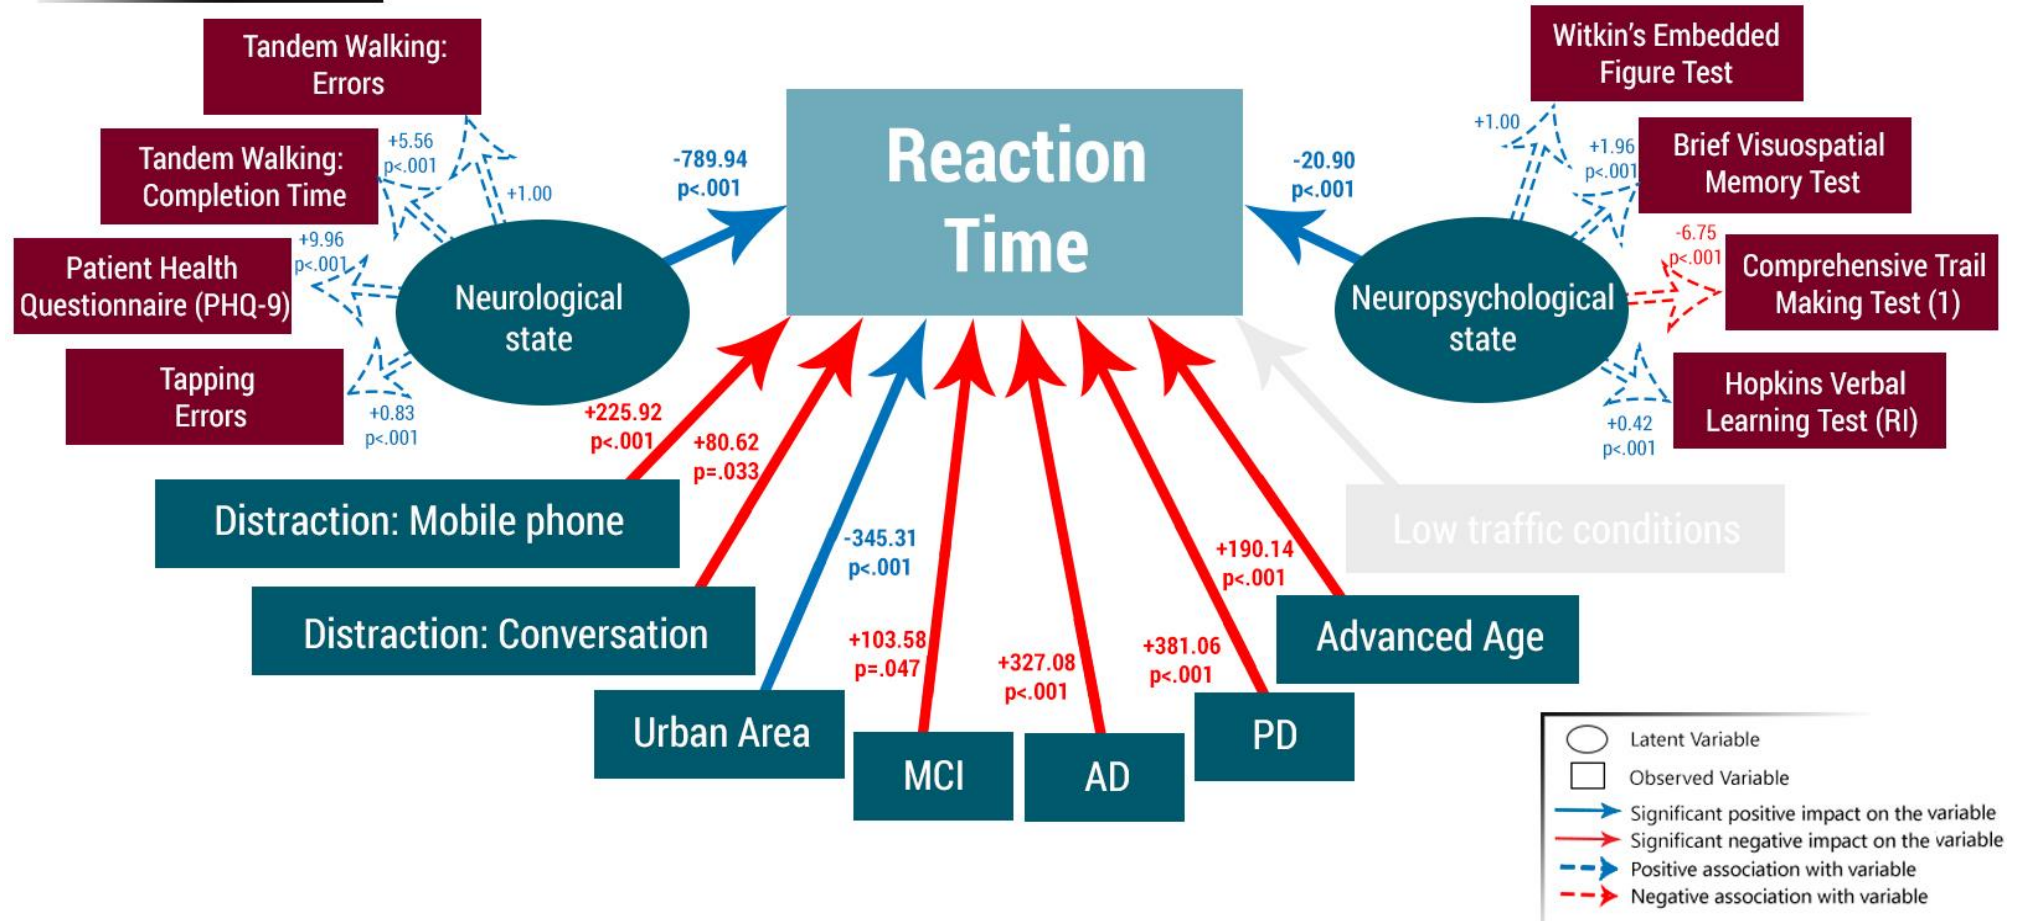 Tandem Walking:
Errors
Tandem Walking:
Completion Time
Patient Health
Questionnaire (PHQ-9)
Tapping
Errors
+5.56
p<.001
+1.00
+9.96
p<.001
+0.83
p<.001
Neurological
state
-789.94
p<.001
Reaction
Time
-20.90
p<.001
Neuropsychological
state
Witkin's Embedded
Figure Test
+1.00
Brief Visuospatial
Memory Test
+1.96
p<.001
Comprehensive Trail
Making Test (1)
-6.75
p<.001
Hopkins Verbal
Learning Test (RI)
+0.42
p<.001
+225.92
p<.001
Distraction: Mobile phone
+80.62
p=.033
Distraction: Conversation
-345.31
p<.001
Urban Area
+103.58
p=.047
MCI
+327.08
p<.001
AD
+381.06
p<.001
PD
+190.14
p<.001
Advanced Age
Low traffic conditions
Latent Variable
Observed Variable
Significant positive impact on the variable
Significant negative impact on the variable
Positive association with variable
Negative association with variable